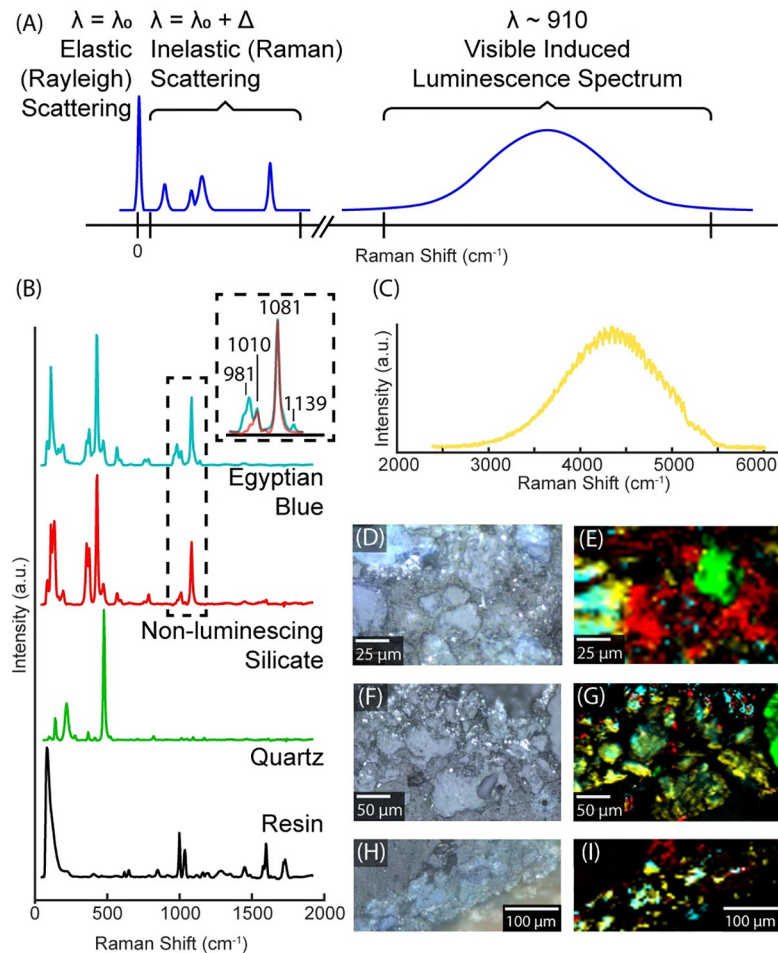 (A)
λ = λ₀
Elastic
(Rayleigh)
Scattering
λ = λ₀ + Δ
Inelastic (Raman)
Scattering
λ ~ 910
Visible Induced
Luminescence Spectrum
0
Raman Shift (cm⁻¹)
(B)
1081
1010
981
1139
Egyptian
Blue
Non-luminescing
Silicate
Quartz
Resin
Intensity (a.u.)
0
500
1000
1500
2000
Raman Shift (cm⁻¹)
(C)
Intensity (a.u.)
2000
3000
4000
5000
6000
Raman Shift (cm⁻¹)
(D)
25 μm
(E)
25 μm
(F)
50 μm
(G)
50 μm
(H)
100 μm
(I)
100 μm